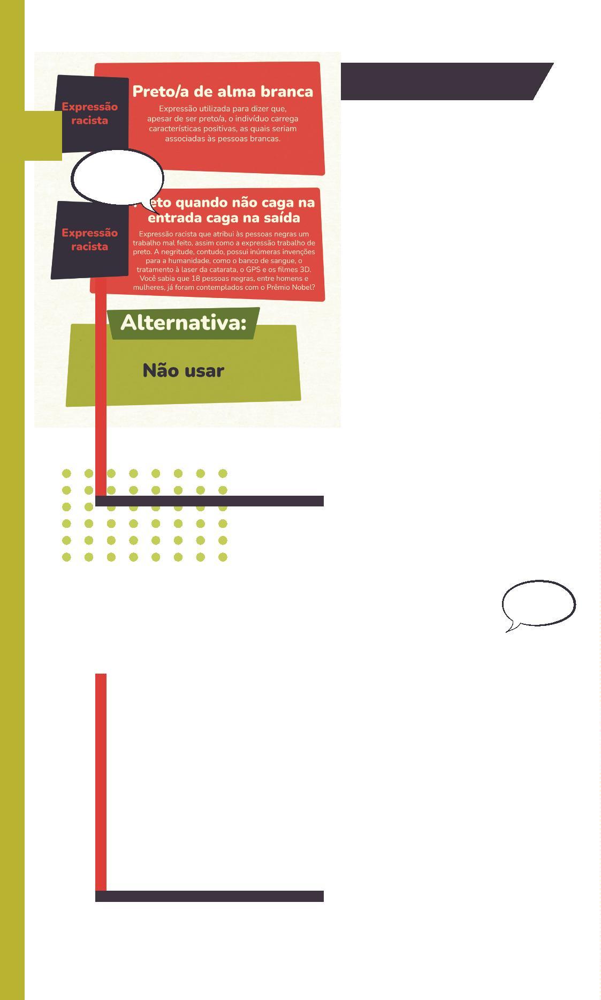 Preto/a de alma branca
Expressão
racista
Expressão utilizada para dizer que,
apesar de ser preto/a, o indivíduo carrega
características positivas, as quais seriam
associadas às pessoas brancas.
quando não caga na
entrada caga na saída
Expressão
racista
Expressão racista que atribui às pessoas negras um
trabalho mal feito, assim como a expressão trabalho de
preto. A negritude, contudo, possui inúmeras invenções
para a humanidade, como o banco de sangue, o
tratamento à laser da catarata, o GPS e os filmes 3D.
Você sabia que 18 pessoas negras, entre homens e
mulheres, já foram contemplados com o Prêmio Nobel?
Alternativa:
Não usar